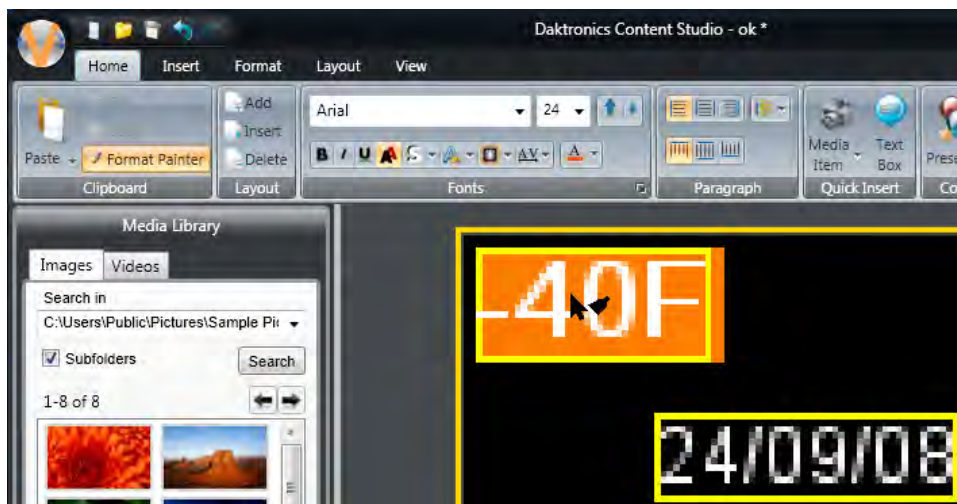 Daktronics Content Studio - ok *
Home Insert Format Layout View
Paste Format Painter
Clipboard
Add
Insert
Delete
Layout
Arial 24
B I U A S A AV A
Fonts
Paragraph
Media Item
Text Box
Quick Insert
Media Library
Images Videos
Search in
C:\Users\Public\Pictures\Sample
Subfolders Search
1-8 of 8
-40F
24/09/08